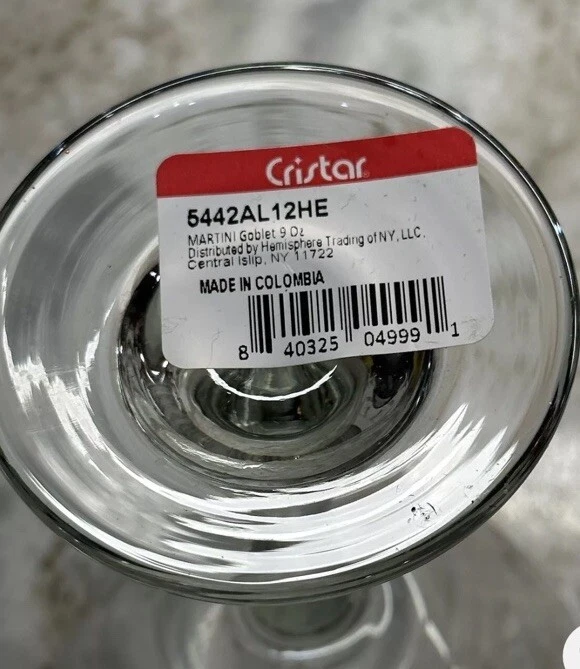 Cristar
5442AL12HE
MARTINI Goblet 9 Oz
Distributed by Hemisphere Trading of NY, LLC.
Central Islip, NY 11722
MADE IN COLOMBIA
8 40325 04999 1